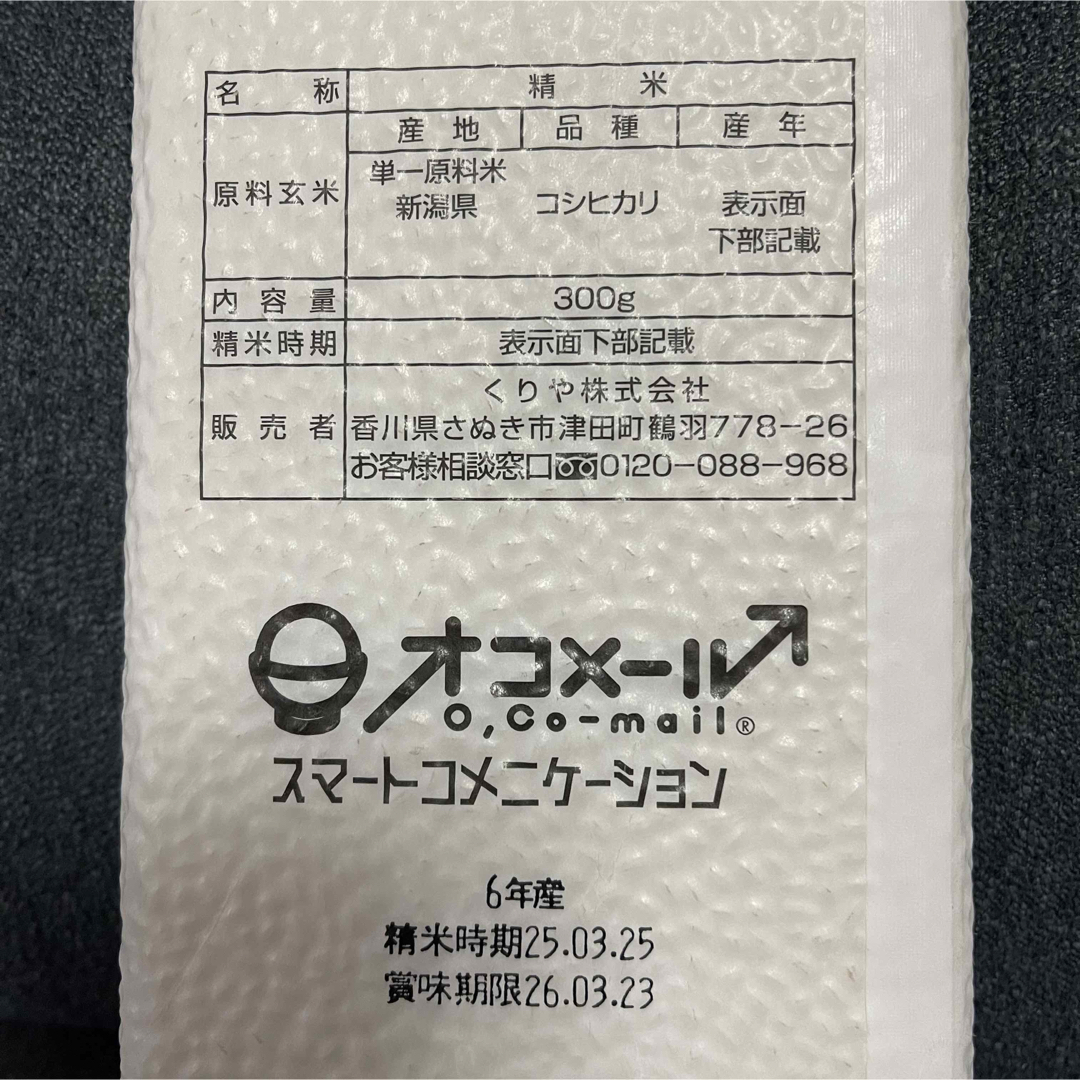 名称 精米
原料玄米 産地 品種 産年
単一原料米
新潟県 コシヒカリ 表示面
下部記載
内容量 300g
精米時期 表示面下部記載
販売者 くりや株式会社
香川県さぬき市津田町鶴羽778-26
お客様相談窓口0120-088-968
オコメール
O,Co-mail®
スマートコメニケーション
6年産
精米時期25.03.25
賞味期限26.03.23